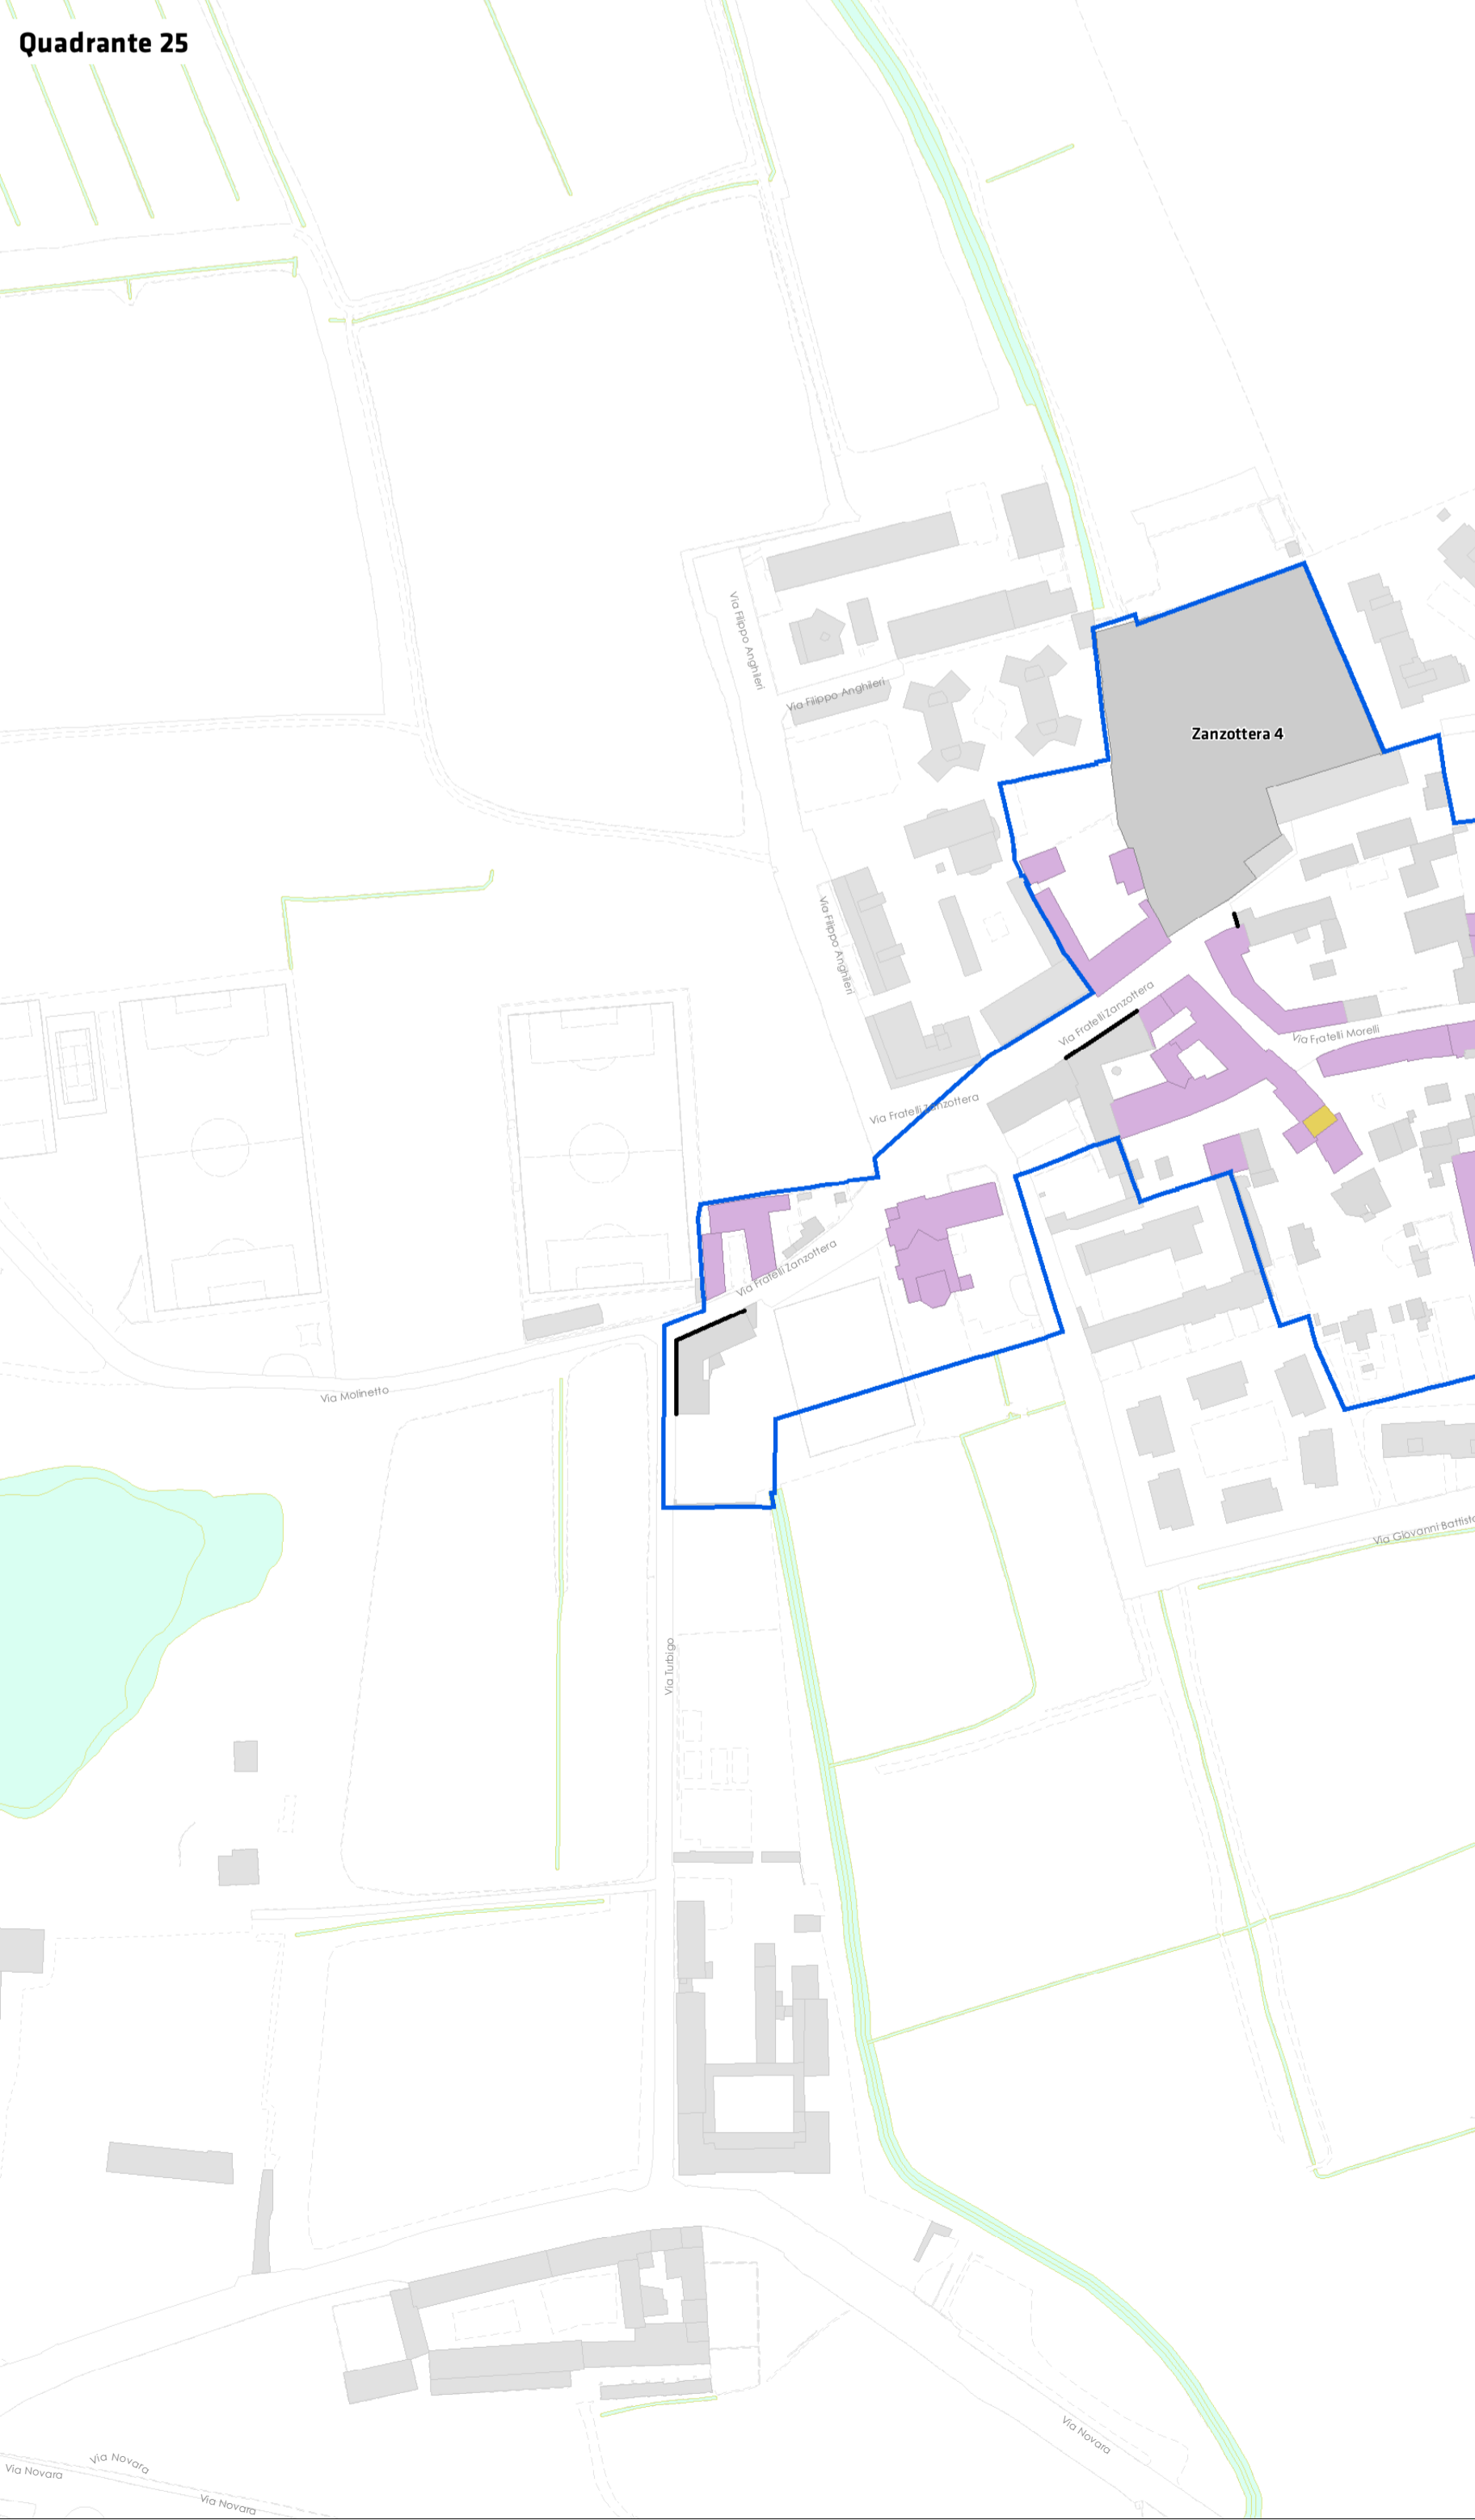 Quadrante 25
Via Filippo Anghileri
Via Filippo Anghileri
Zanzottera 4
Via Filippo Anghileri
Via Fratelli Zanzottera
Via Fratelli Morelli
Via Fratelli Zanzottera
Via Fratelli Zanzottera
Via Molinetto
Via Giovanni Battista
Via Turbigo
Via Novara
Via Novara
Via Novara
Via Novara